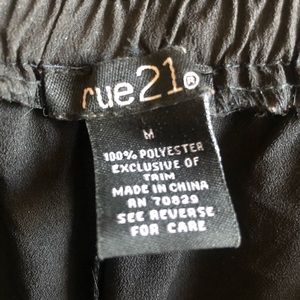 rue21®
M
100% POLYESTER
EXCLUSIVE OF
TRIM
MADE IN CHINA
RN 70829
SEE REVERSE
FOR CARE